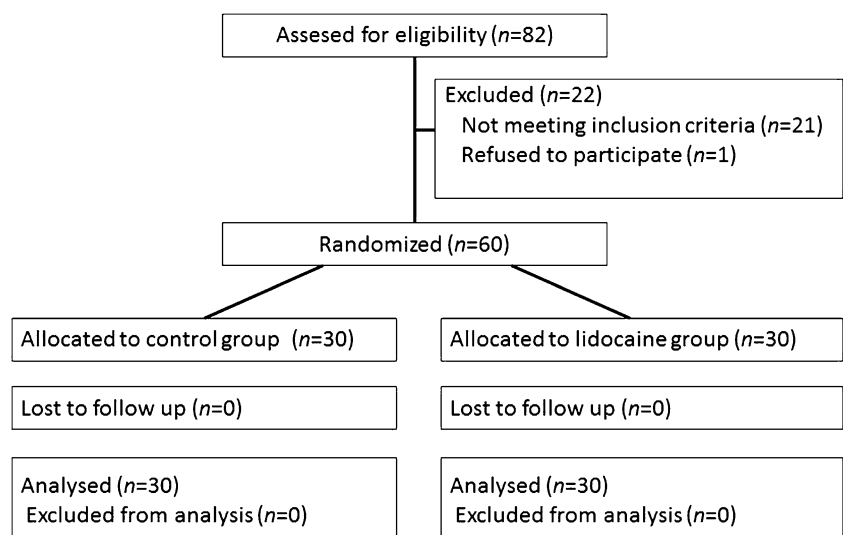 Assesed for eligibility (n=82)
Excluded (n=22)
Not meeting inclusion criteria (n=21)
Refused to participate (n=1)
Randomized (n=60)
Allocated to control group (n=30)
Allocated to lidocaine group (n=30)
Lost to follow up (n=0)
Lost to follow up (n=0)
Analysed (n=30)
Excluded from analysis (n=0)
Analysed (n=30)
Excluded from analysis (n=0)